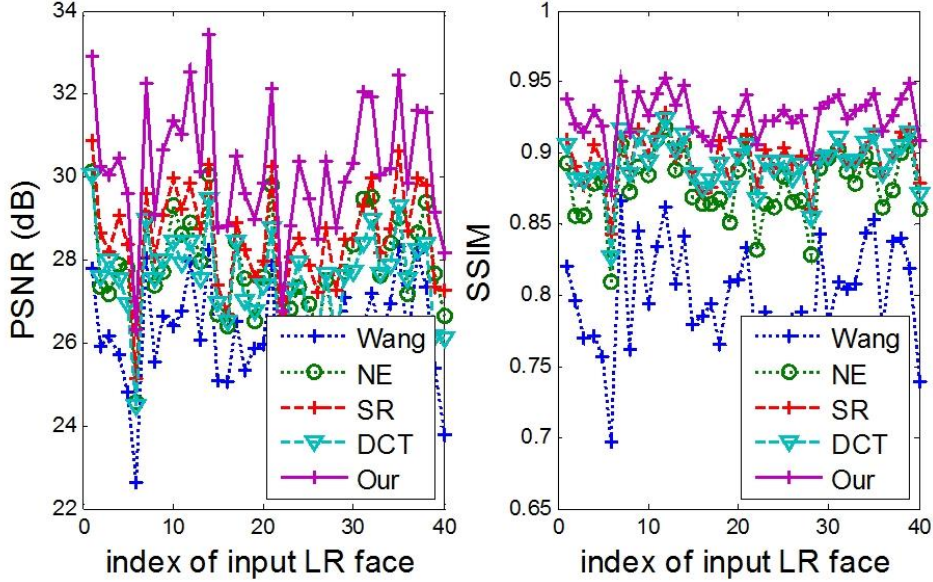 PSNR (dB)
34
32
30
28
26
24
22
0
10
20
30
40
index of input LR face
Wang
NE
SR
DCT
Our
SSIM
1
0.95
0.9
0.85
0.8
0.75
0.7
0.65
0
10
20
30
40
index of input LR face
Wang
NE
SR
DCT
Our